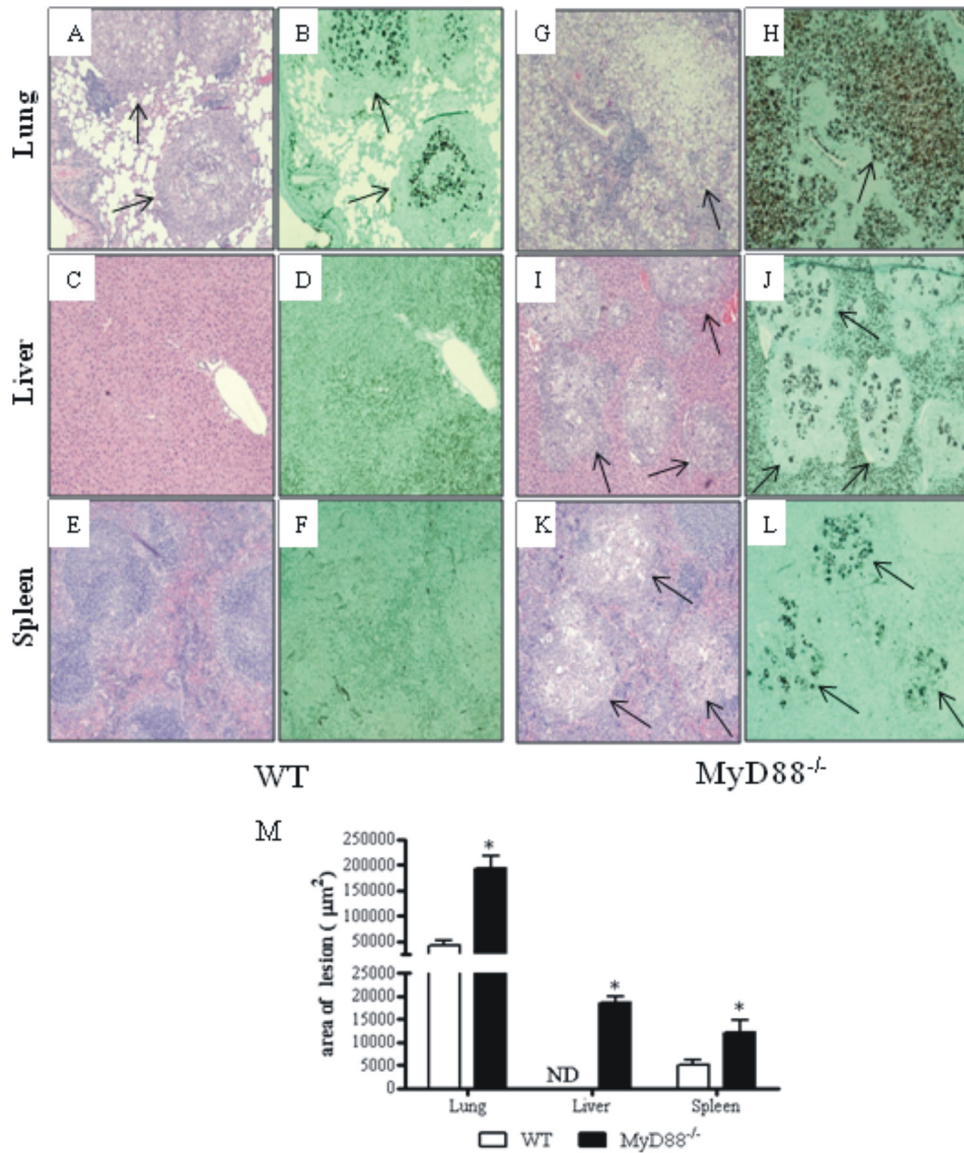 A B G H
Lung
C D I J
Liver
E F K L
Spleen
WT MyD88-/-
M
area of lesion ( µm²)
250000
200000
150000
100000
50000
25000
20000
15000
10000
5000
0
* * *
ND
Lung Liver Spleen
WT MyD88-/-